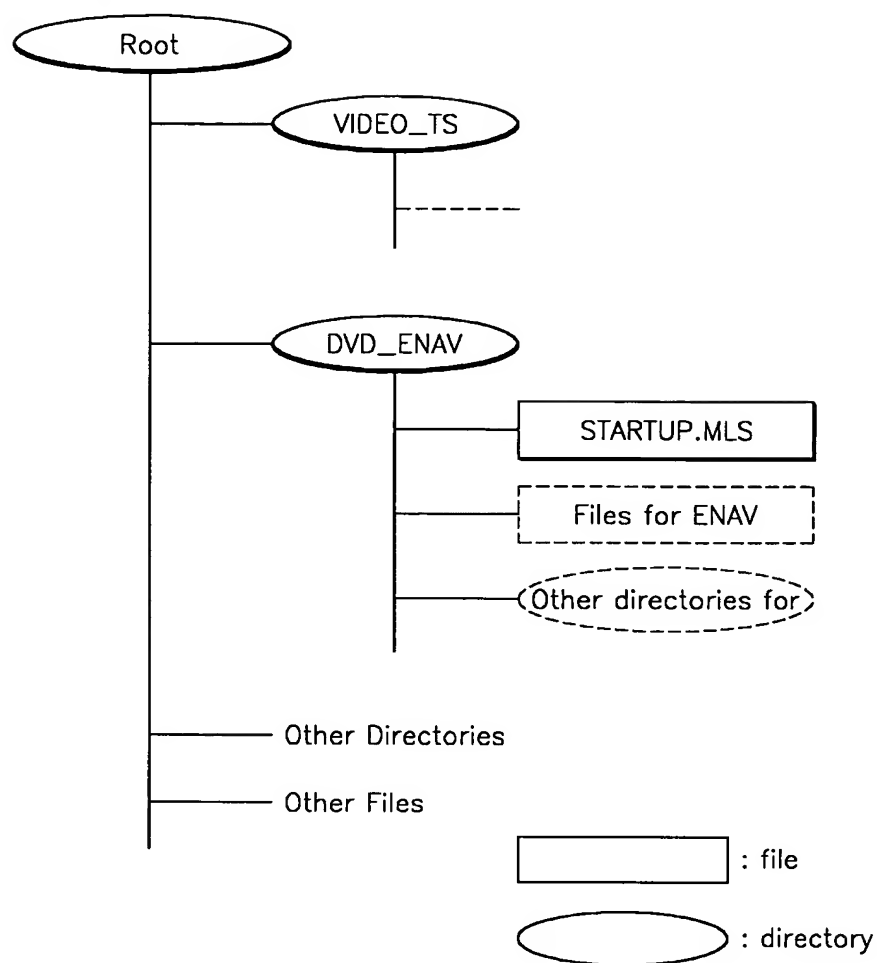 Root
VIDEO_TS
DVD_ENAV
STARTUP.MLS
Files for ENAV
Other directories for
Other Directories
Other Files
: file
: directory